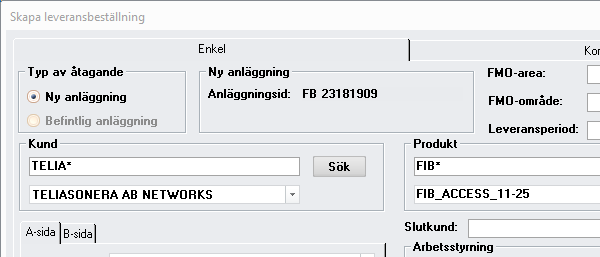 Skapa leveransbeställning
Enkel
Typ av åtagande
Ny anläggning
Befintlig anläggning
Ny anläggning
Anläggningsid: FB 23181909
FMO-area:
FMO-område:
Leveransperiod:
Kund
TELIA*
Sök
TELIASONERA AB NETWORKS
Produkt
FIB*
FIB_ACCESS_11-25
Slutkund:
A-sida
B-sida
Arbetsstyrning